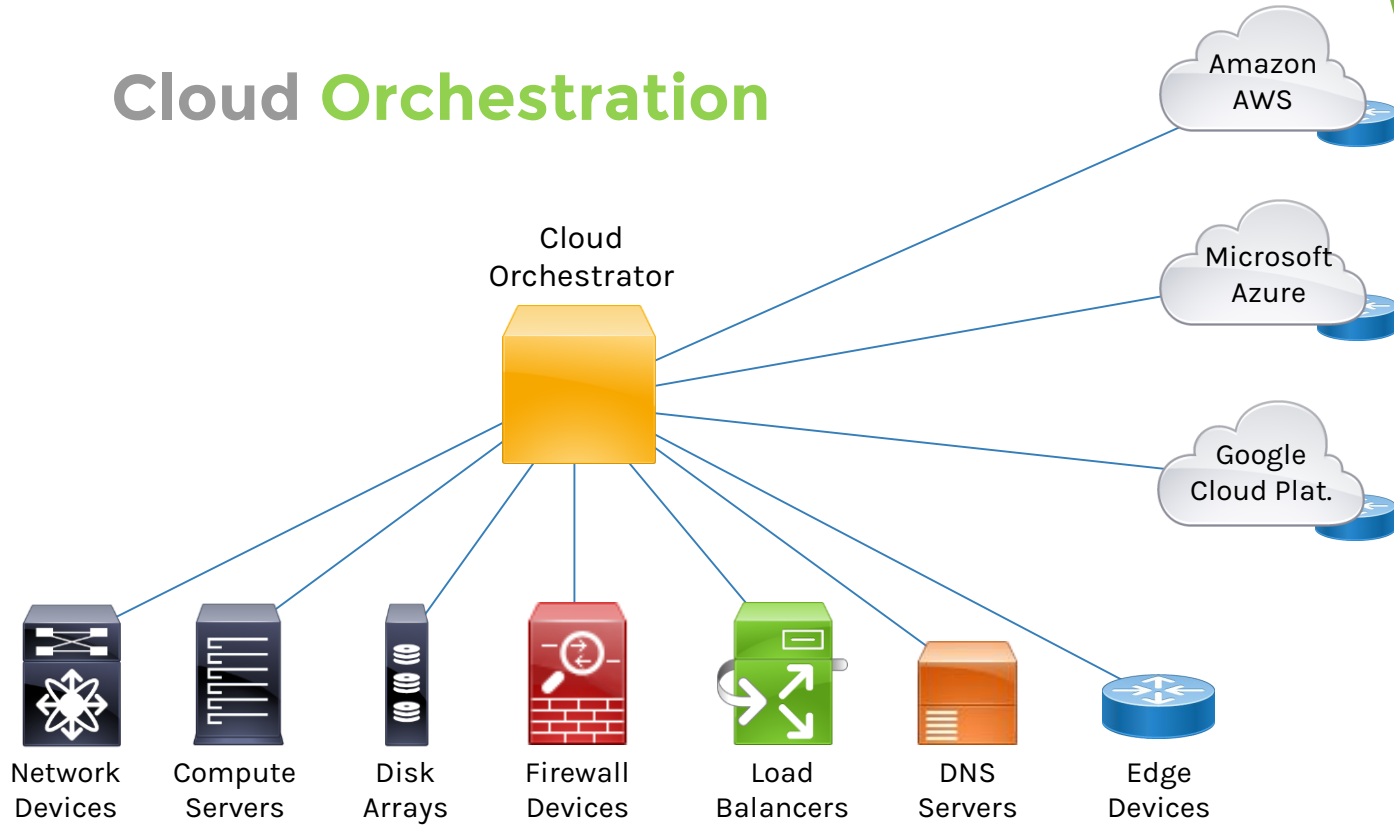 Cloud Orchestration
Amazon
AWS
Cloud
Orchestrator
Microsoft
Azure
Google
Cloud Plat.
Network
Devices
Compute
Servers
Disk
Arrays
Firewall
Devices
Load
Balancers
DNS
Servers
Edge
Devices